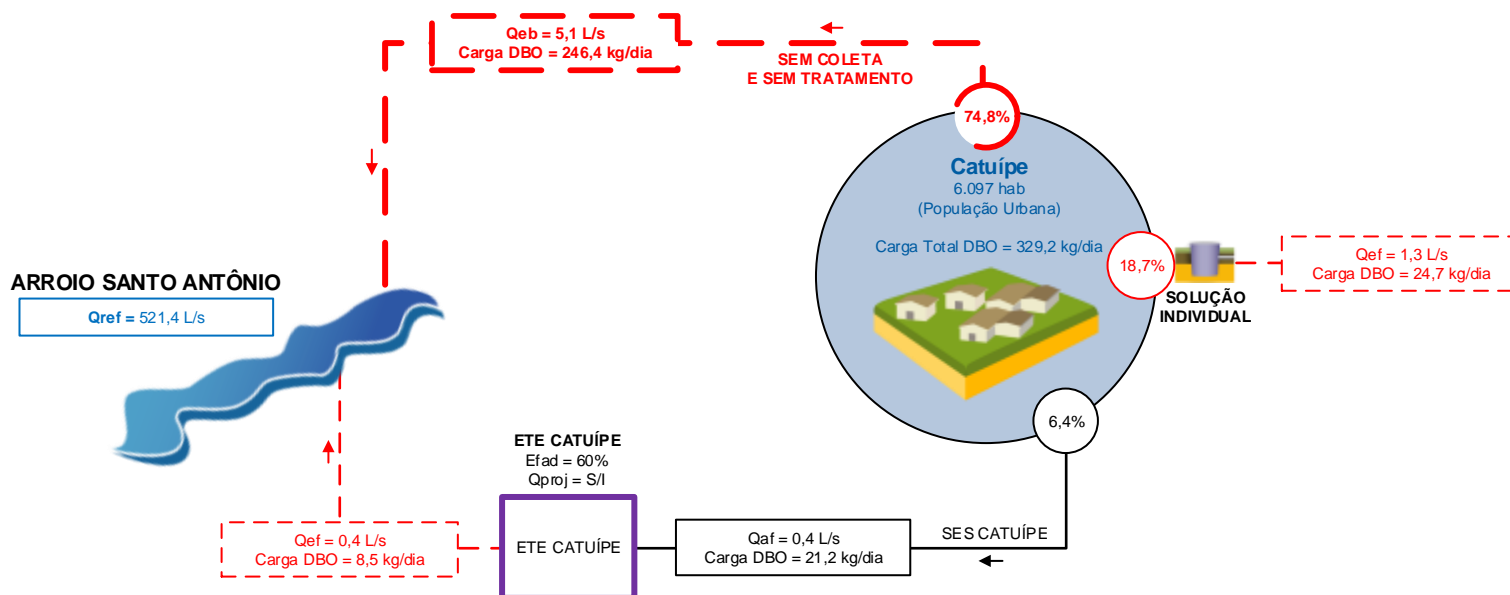 Qeb = 5,1 L/s
Carga DBO = 246,4 kg/dia
SEM COLETA
E SEM TRATAMENTO
74,8%
Catuípe
6.097 hab
(População Urbana)
Carga Total DBO = 329,2 kg/dia
18,7%
SOLUÇÃO
INDIVIDUAL
Qef = 1,3 L/s
Carga DBO = 24,7 kg/dia
ARROIO SANTO ANTÔNIO
Qref = 521,4 L/s
6,4%
ETE CATUÍPE
Efad = 60%
Qproj = S/I
ETE CATUÍPE
Qef = 0,4 L/s
Carga DBO = 8,5 kg/dia
Qaf = 0,4 L/s
Carga DBO = 21,2 kg/dia
SES CATUÍPE